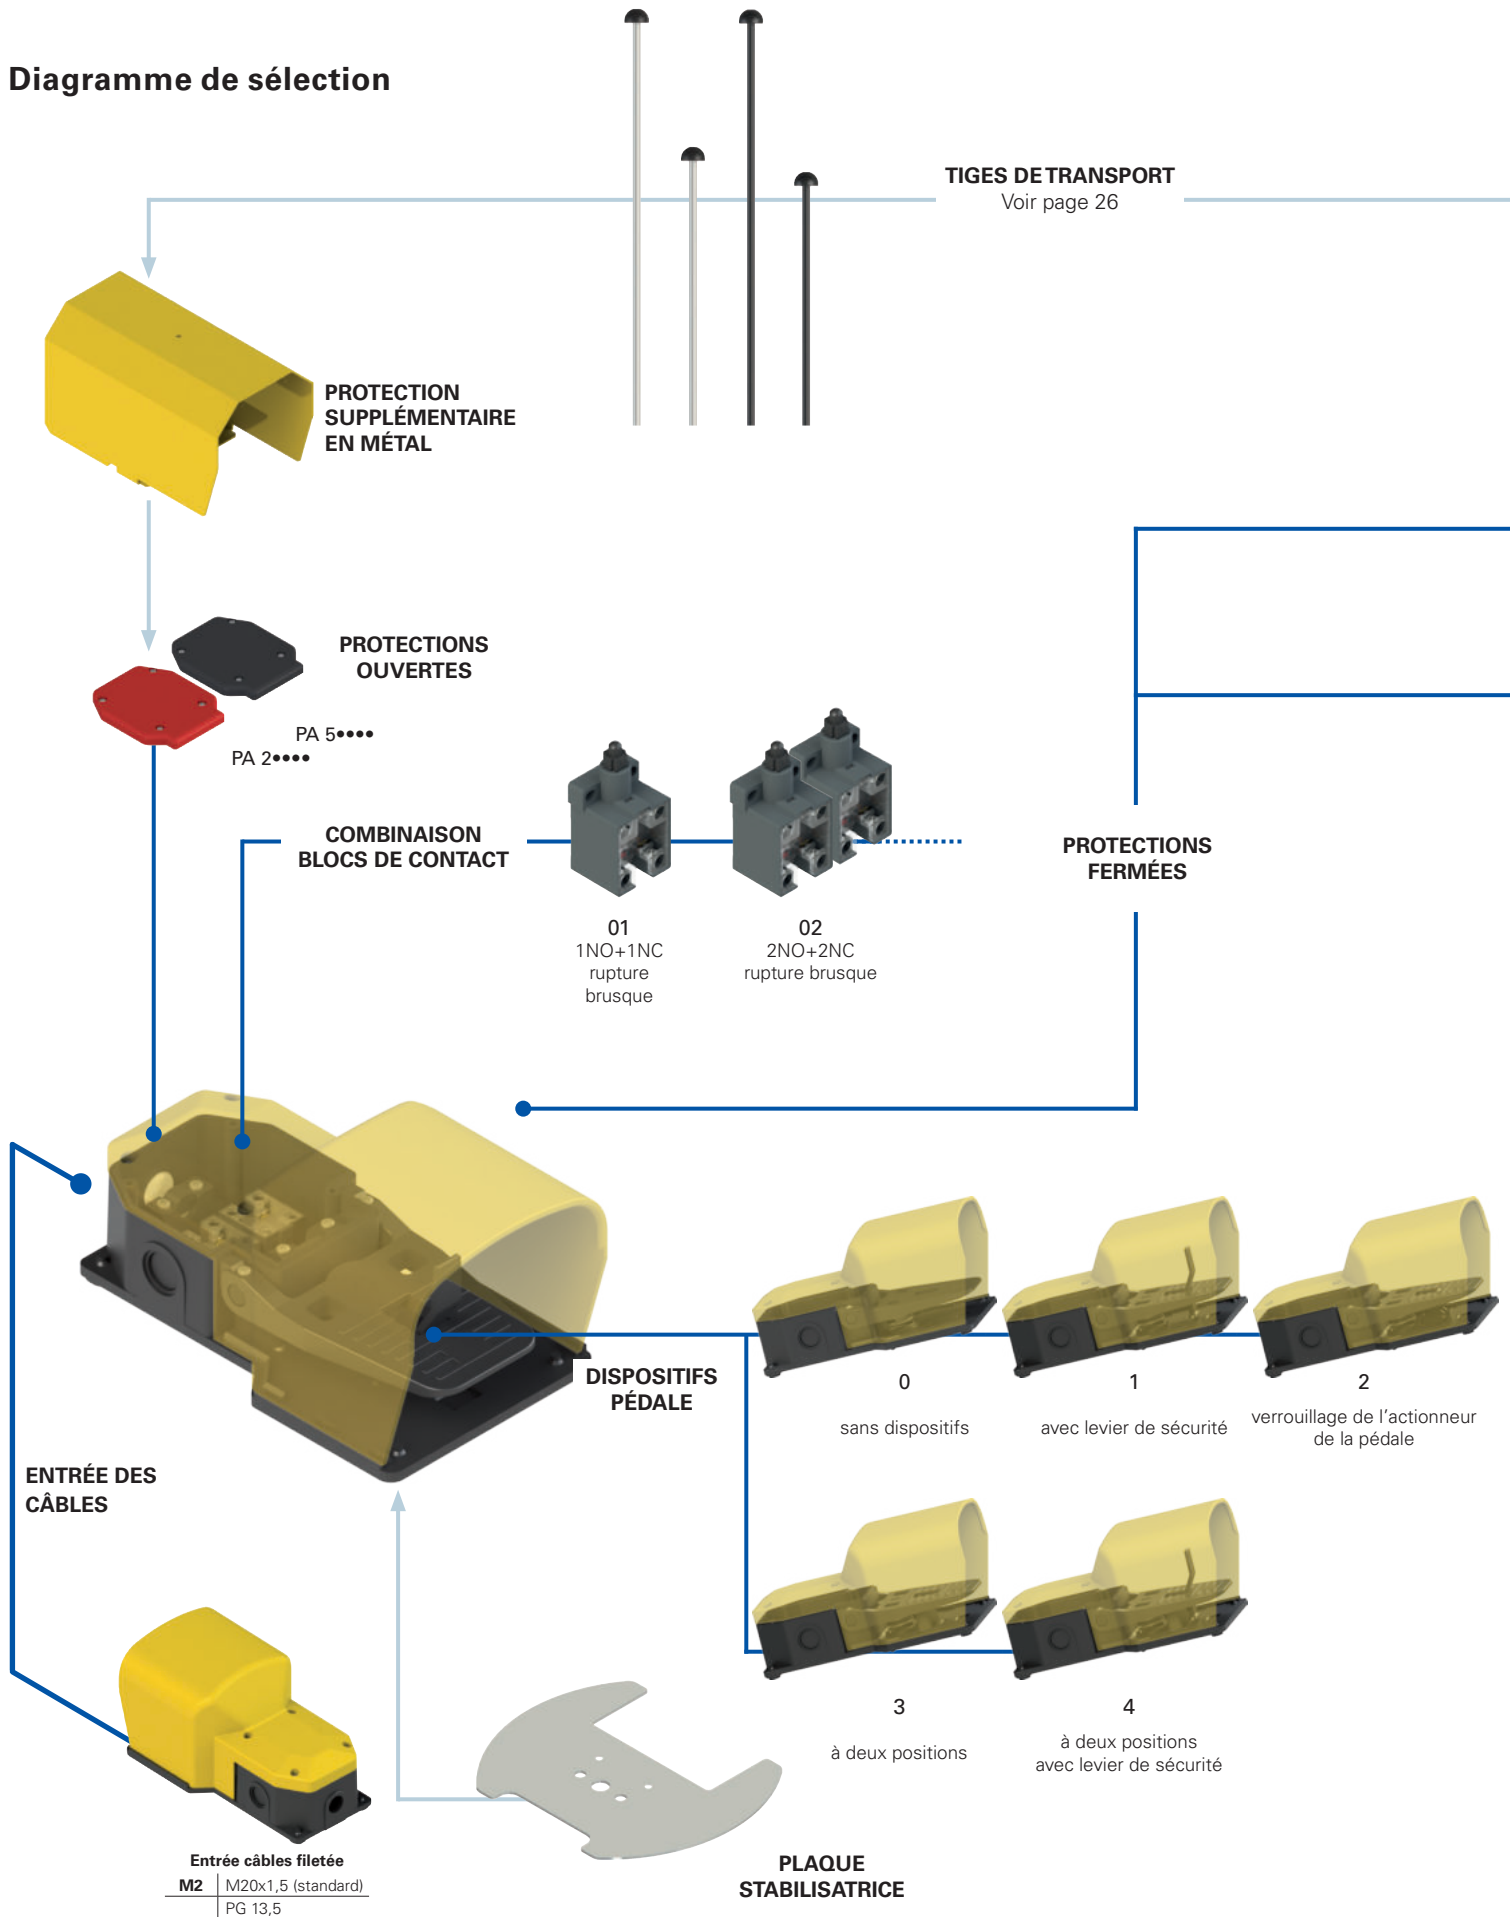 Diagramme de sélection
TIGES DE TRANSPORT
Voir page 26
PROTECTION
SUPPLÉMENTAIRE
EN MÉTAL
PROTECTIONS
OUVERTES
PA 5••••
PA 2••••
COMBINAISON
BLOCS DE CONTACT
01
1NO+1NC
rupture
brusque
02
2NO+2NC
rupture brusque
PROTECTIONS
FERMÉES
DISPOSITIFS
PÉDALE
0
sans dispositifs
1
avec levier de sécurité
2
verrouillage de l'actionneur
de la pédale
ENTRÉE DES
CÂBLES
3
à deux positions
4
à deux positions
avec levier de sécurité
Entrée câbles filetée
M2 M20x1,5 (standard)
PG 13,5
PLAQUE
STABILISATRICE